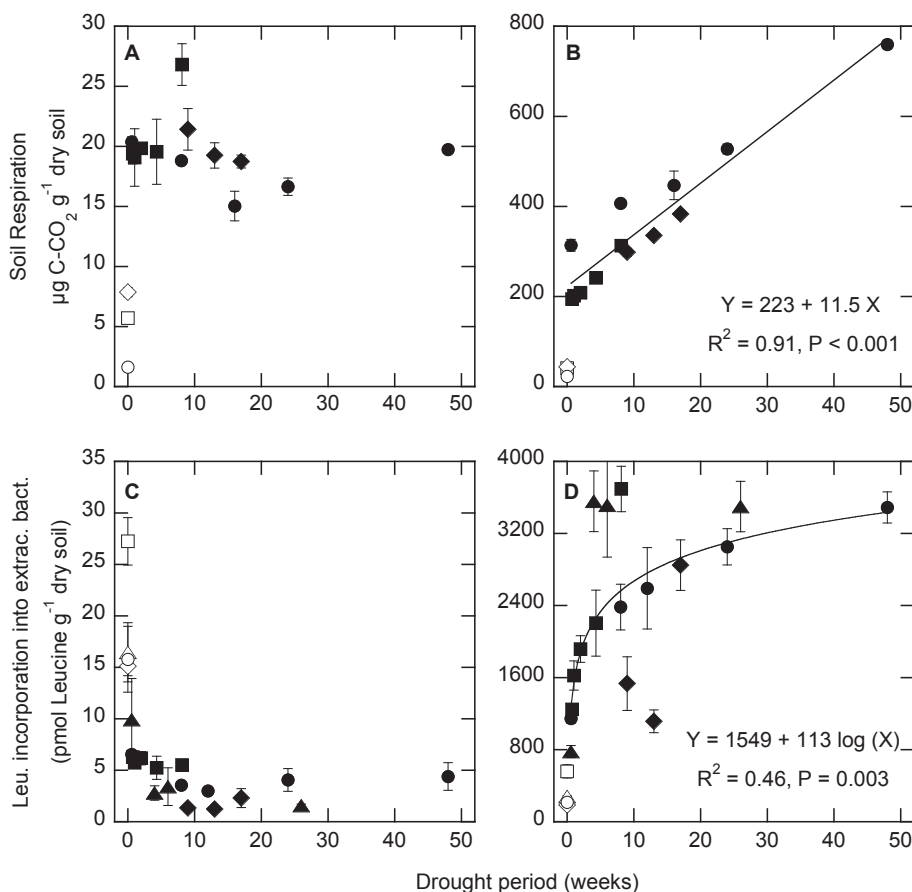 Soil Respiration
µg C-CO2 g-1 dry soil
30
25
20
15
10
5
0
A
0 10 20 30 40 50
800
600
400
200
0
B
Y = 223 + 11.5 X
R2 = 0.91, P < 0.001
0 10 20 30 40 50
Leu. incorporation into extrac. bact.
(pmol Leucine g-1 dry soil)
35
30
25
20
15
10
5
0
C
0 10 20 30 40 50
4000
3200
2400
1600
800
0
D
Y = 1549 + 113 log (X)
R2 = 0.46, P = 0.003
0 10 20 30 40 50
Drought period (weeks)